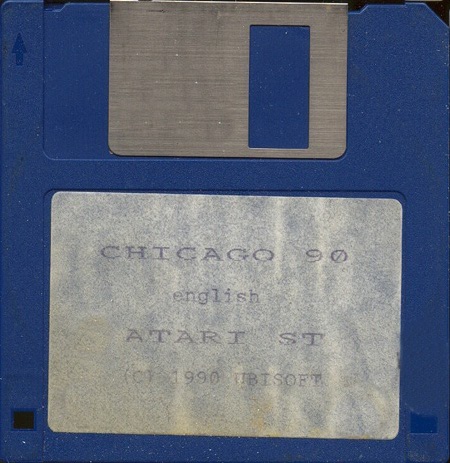 CHICAGO 90
english
ATARI ST
(C) 1990 UBISOFT